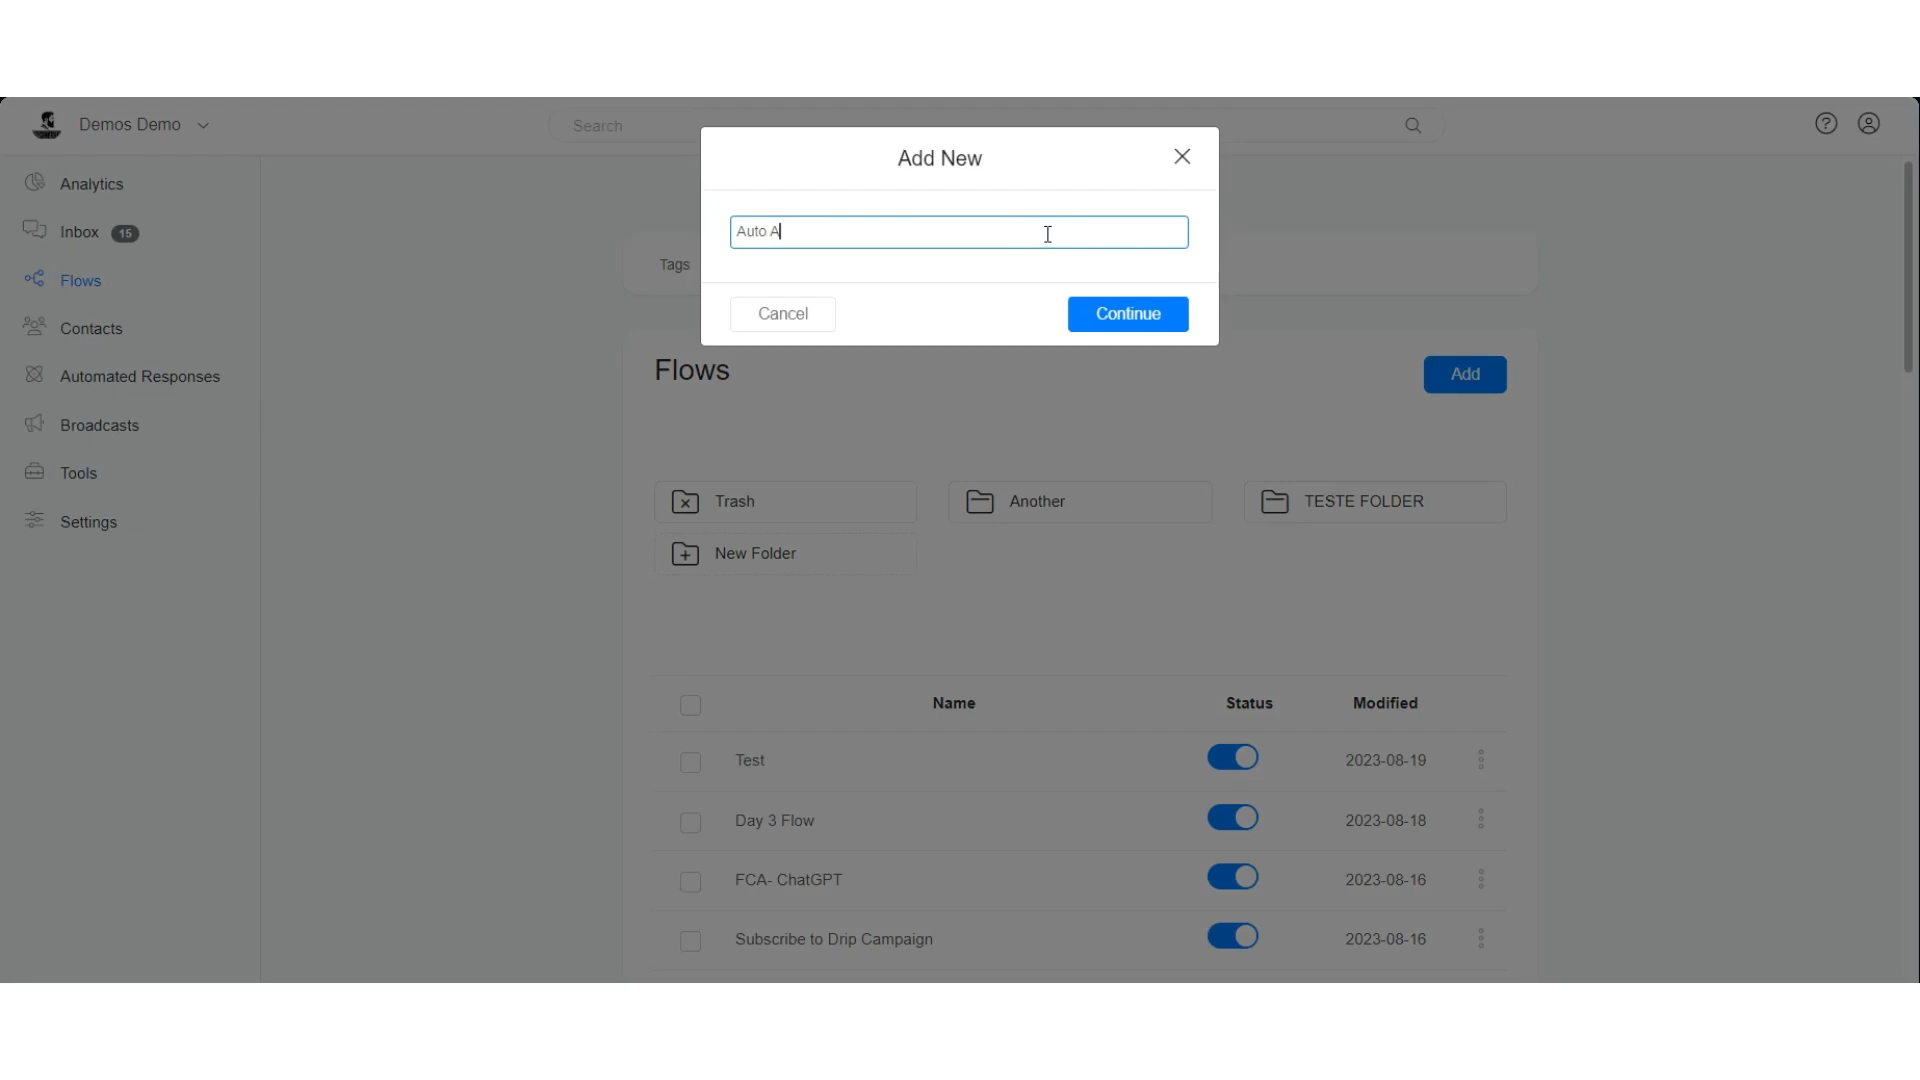 Demos Demo
Search
Add New
Auto A
Cancel
Continue
Analytics
Inbox 15
Flows
Contacts
Automated Responses
Broadcasts
Tools
Settings
Tags
Flows
Add
Trash
Another
TESTE FOLDER
New Folder
Name Status Modified
Test 2023-08-19
Day 3 Flow 2023-08-18
FCA- ChatGPT 2023-08-16
Subscribe to Drip Campaign 2023-08-16